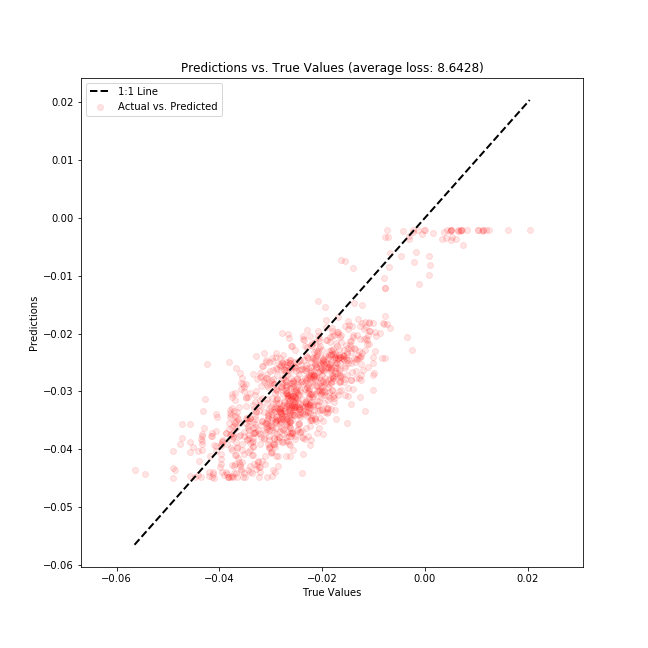 Predictions vs. True Values (average loss: 8.6428)
1:1 Line
Actual vs. Predicted
0.02
0.01
0.00
−0.01
−0.02
−0.03
−0.04
−0.05
−0.06
Predictions
−0.06
−0.04
−0.02
0.00
0.02
True Values